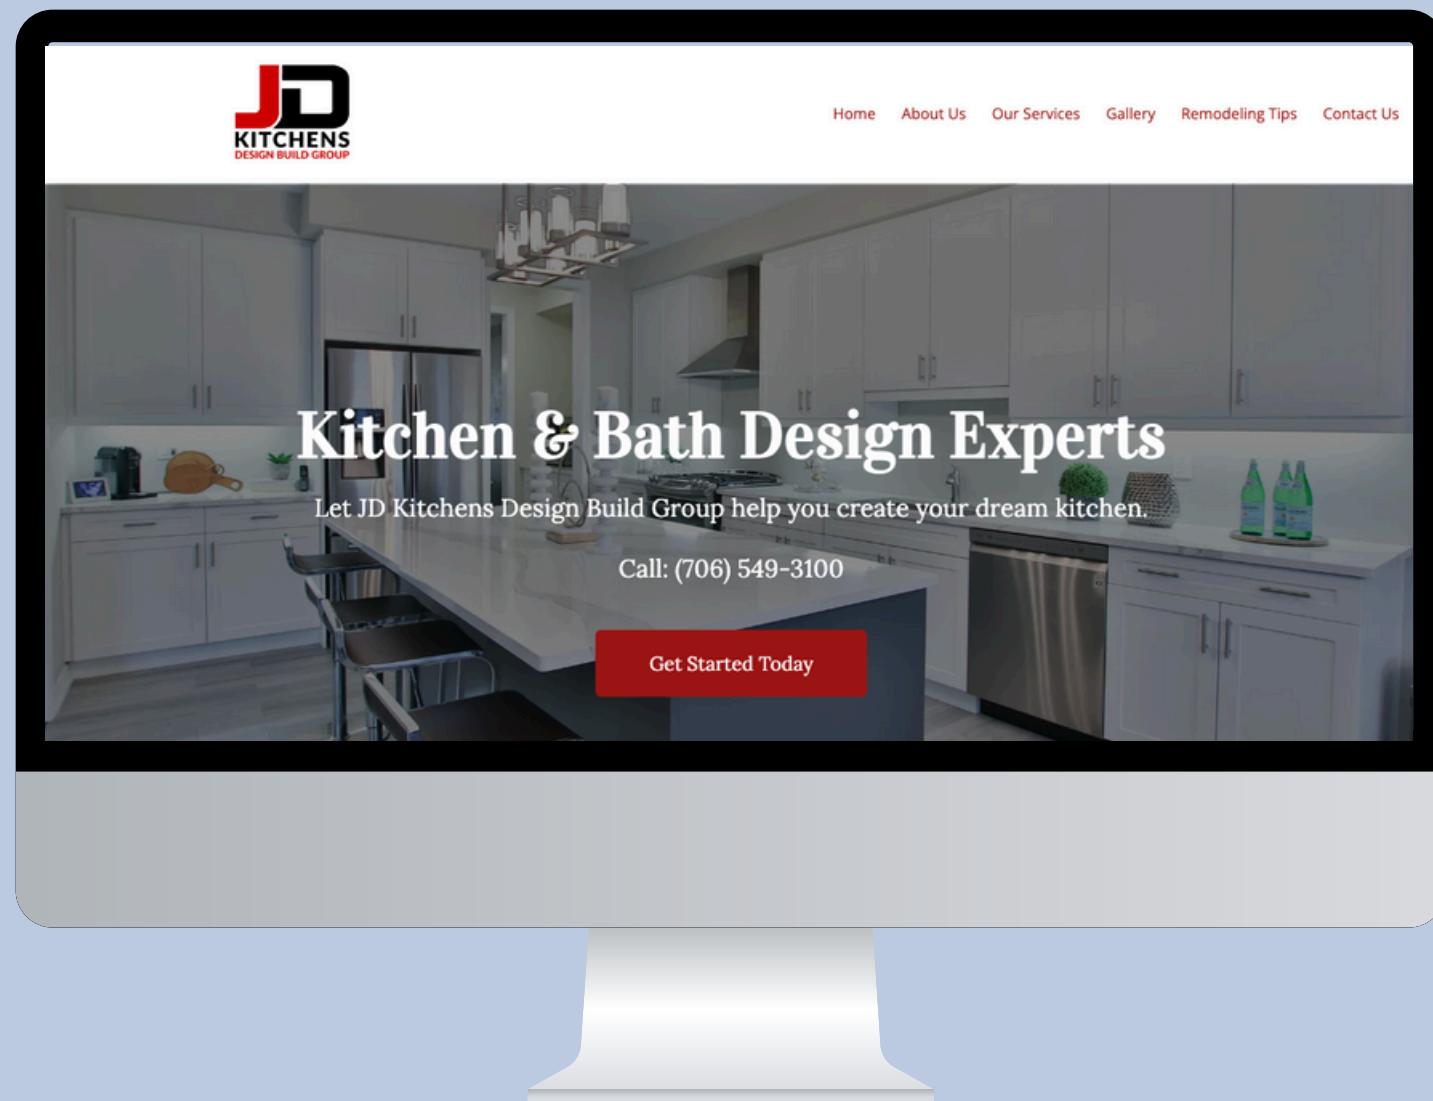 JD
KITCHENS
DESIGN BUILD GROUP
Home About Us Our Services Gallery Remodeling Tips Contact Us
Kitchen & Bath Design Experts
Let JD Kitchens Design Build Group help you create your dream kitchen.
Call: (706) 549-3100
Get Started Today